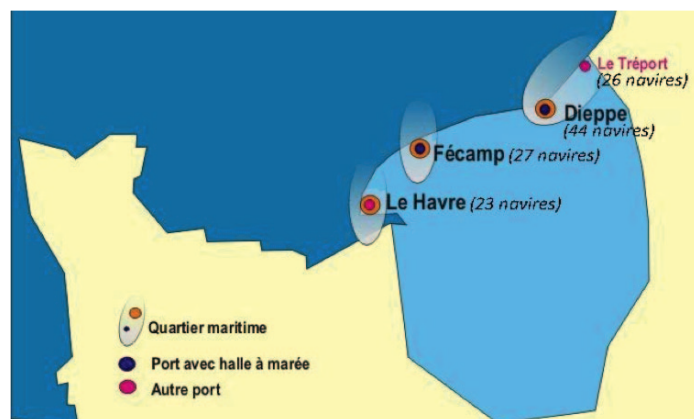 Le Tréport
(26 navires)
Dieppe
(44 navires)
Fécamp (27 navires)
Le Havre (23 navires)
Quartier maritime
Port avec halle à marée
Autre port